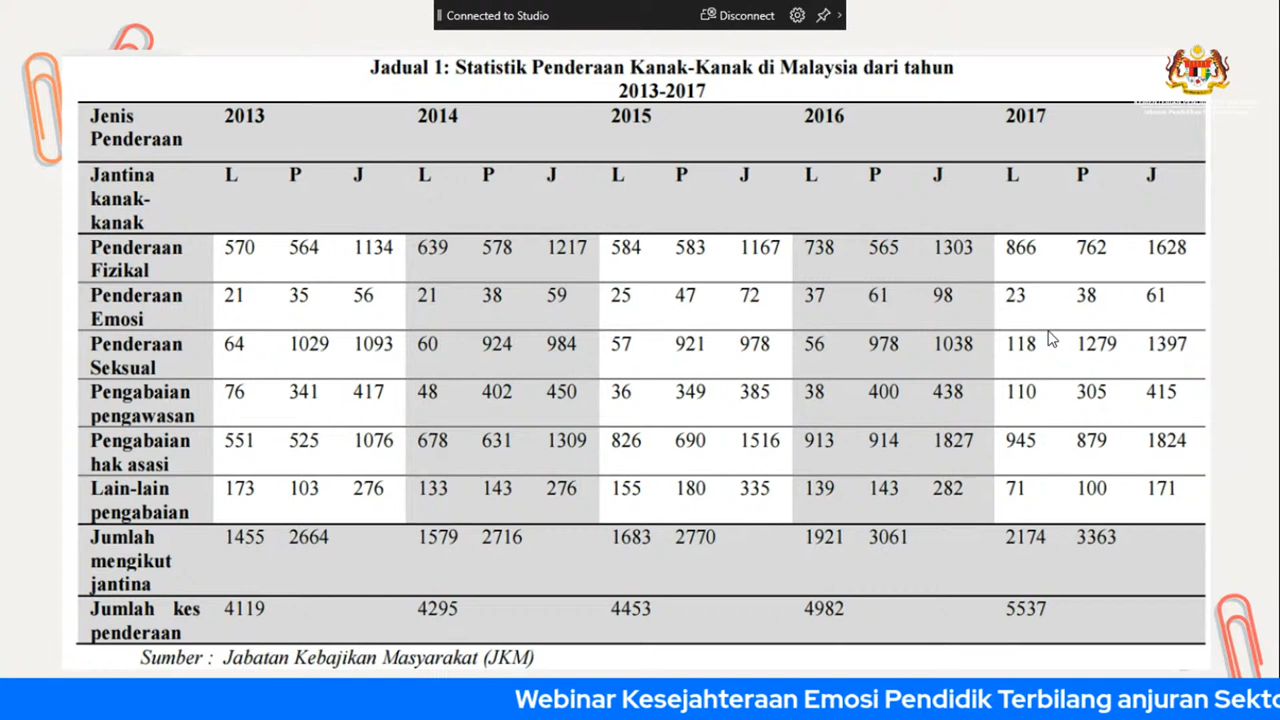 Connected to Studio
Disconnect
Jadual 1: Statistik Penderaan Kanak-Kanak di Malaysia dari tahun
2013-2017
Jenis Penderaan 2013 2014 2015 2016 2017
Jantina kanak-kanak L P J L P J L P J L P J L P J
Penderaan Fizikal 570 564 1134 639 578 1217 584 583 1167 738 565 1303 866 762 1628
Penderaan Emosi 21 35 56 21 38 59 25 47 72 37 61 98 23 38 61
Penderaan Seksual 64 1029 1093 60 924 984 57 921 978 56 978 1038 118 1279 1397
Pengabaian pengawasan 76 341 417 48 402 450 36 349 385 38 400 438 110 305 415
Pengabaian hak asasi 551 525 1076 678 631 1309 826 690 1516 913 914 1827 945 879 1824
Lain-lain pengabaian 173 103 276 133 143 276 155 180 335 139 143 282 71 100 171
Jumlah mengikut jantina 1455 2664 1579 2716 1683 2770 1921 3061 2174 3363
Jumlah kes penderaan 4119 4295 4453 4982 5537
Sumber : Jabatan Kebajikan Masyarakat (JKM)
Webinar Kesejahteraan Emosi Pendidik Terbilang anjuran